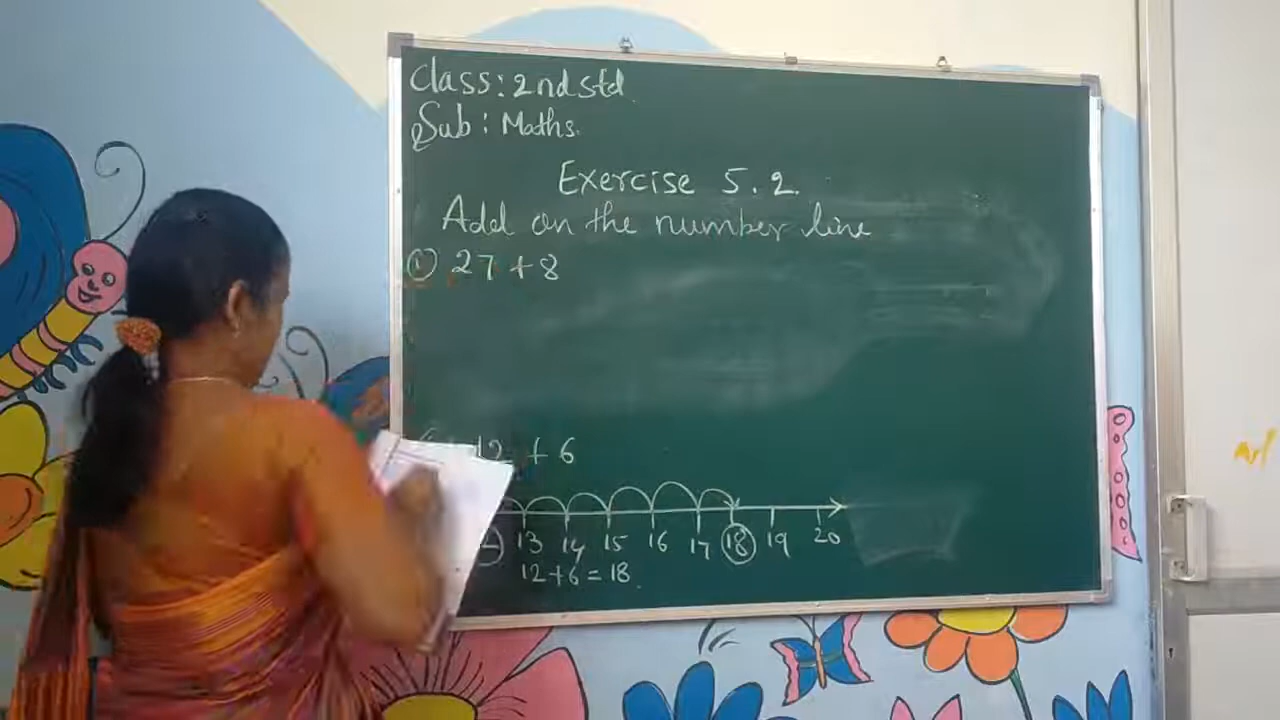 Class: 2nd std
Sub: Maths.
Exercise 5.2.
Add on the number line
① 27 + 8
12 + 6
13 14 15 16 17 18 19 20
12+6=18.